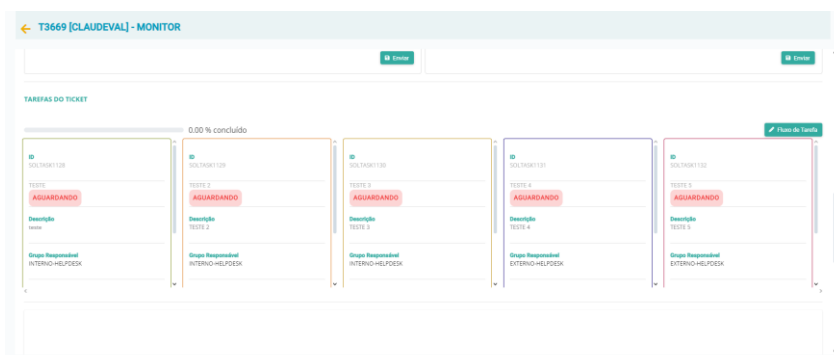 T3669 [CLAUDEVAL] - MONITOR
Enviar
Enviar
TAREFAS DO TICKET
0.00 % concluído
Fluxo de Tarefa
ID
SOLTASK1128
TESTE
AGUARDANDO
Descrição
teste
Grupo Responsável
INTERNO-HELPDESK
ID
SOLTASK1129
TESTE 2
AGUARDANDO
Descrição
TESTE 2
Grupo Responsável
INTERNO-HELPDESK
ID
SOLTASK1130
TESTE 3
AGUARDANDO
Descrição
TESTE 3
Grupo Responsável
INTERNO-HELPDESK
ID
SOLTASK1131
TESTE 4
AGUARDANDO
Descrição
TESTE 4
Grupo Responsável
EXTERNO-HELPDESK
ID
SOLTASK1132
TESTE 5
AGUARDANDO
Descrição
TESTE 5
Grupo Responsável
EXTERNO-HELPDESK